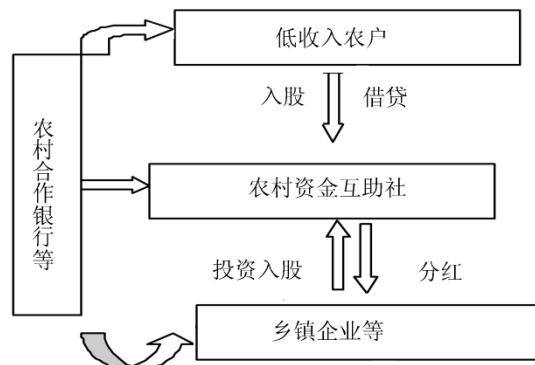 低收入农户
入股 借贷
农村合作银行等
农村资金互助社
投资入股 分红
乡镇企业等